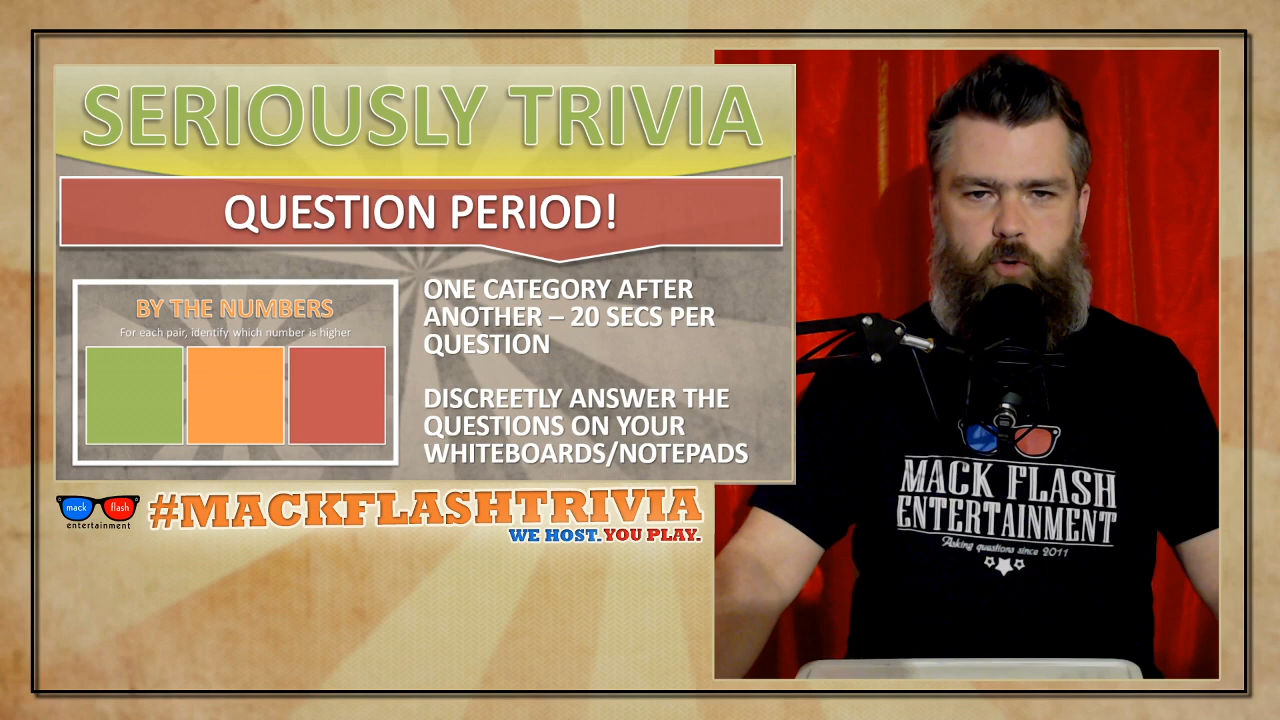 SERIOUSLY TRIVIA
QUESTION PERIOD!
BY THE NUMBERS
For each pair, identify which number is higher
ONE CATEGORY AFTER
ANOTHER – 20 SECS PER
QUESTION
DISCREETLY ANSWER THE
QUESTIONS ON YOUR
WHITEBOARDS/NOTEPADS
mack flash
entertainment
#MACKFLASHTRIVIA
WE HOST.YOU PLAY.
MACK FLASH
ENTERTAINMENT
Asking questions since 2011